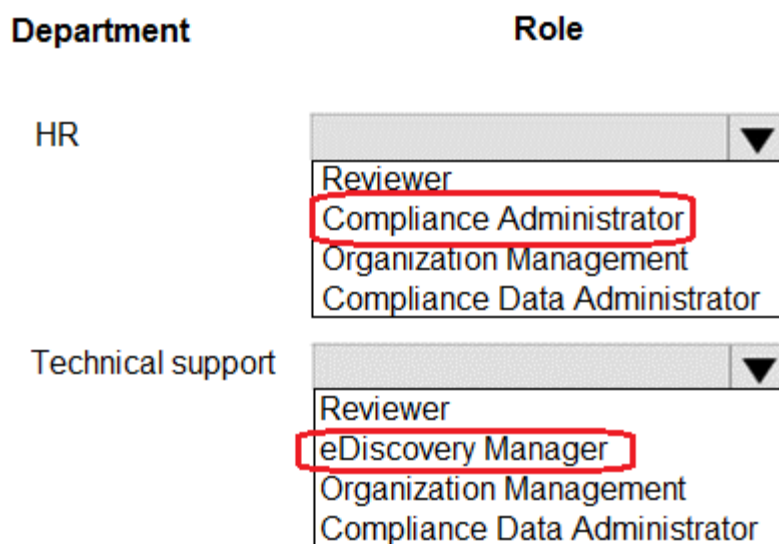 Department Role
HR
Reviewer
Compliance Administrator
Organization Management
Compliance Data Administrator
Technical support
Reviewer
eDiscovery Manager
Organization Management
Compliance Data Administrator